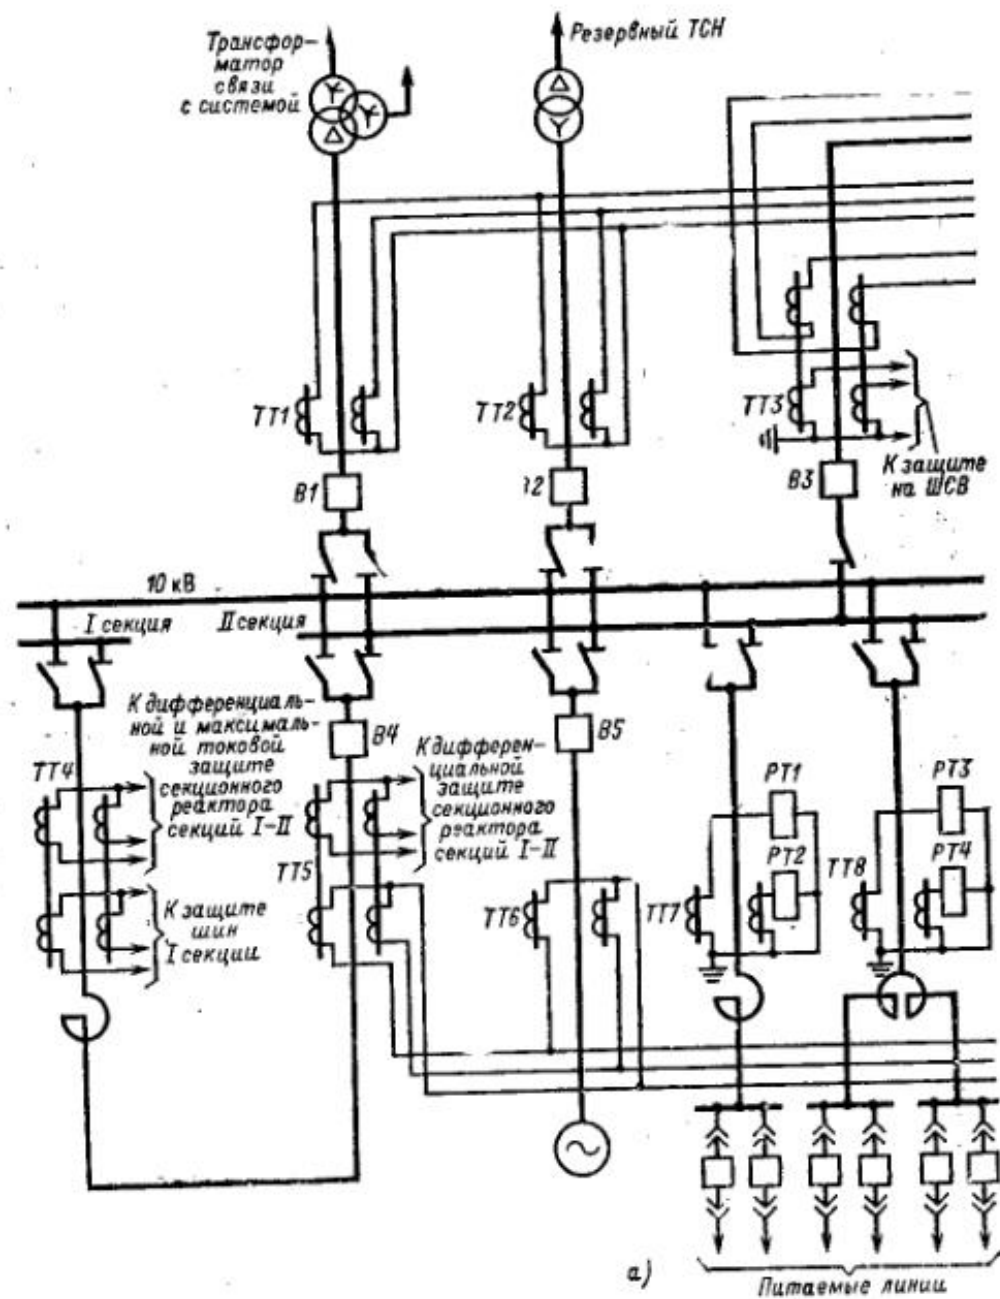 Трансфор-
матор
связи
с системой
Резервный ТСН
ТТ1
ТТ2
ТТ3
К защите
на ШСВ
В1
В2
В3
10 кВ
I секция
II секция
К дифференциаль-
ной и максималь-
ной токовой
защите
секционного
реактора
секций I-II
ТТ4
В4
К дифферен-
циальной
защите
секционного
реактора
секций I-II
В5
РТ1
РТ3
РТ2
РТ4
ТТ5
ТТ6
ТТ7
ТТ8
К защите
шин
I секции
а)
Питаемые линии